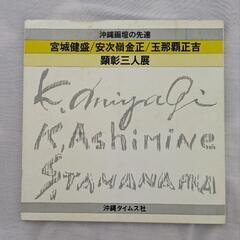 沖縄画壇の先達
宮城健盛/安次嶺金正/玉那覇正吉
顕彰三人展
K. Miyagi
K. Ashimine
S. TAMANAHA
沖縄タイムス社